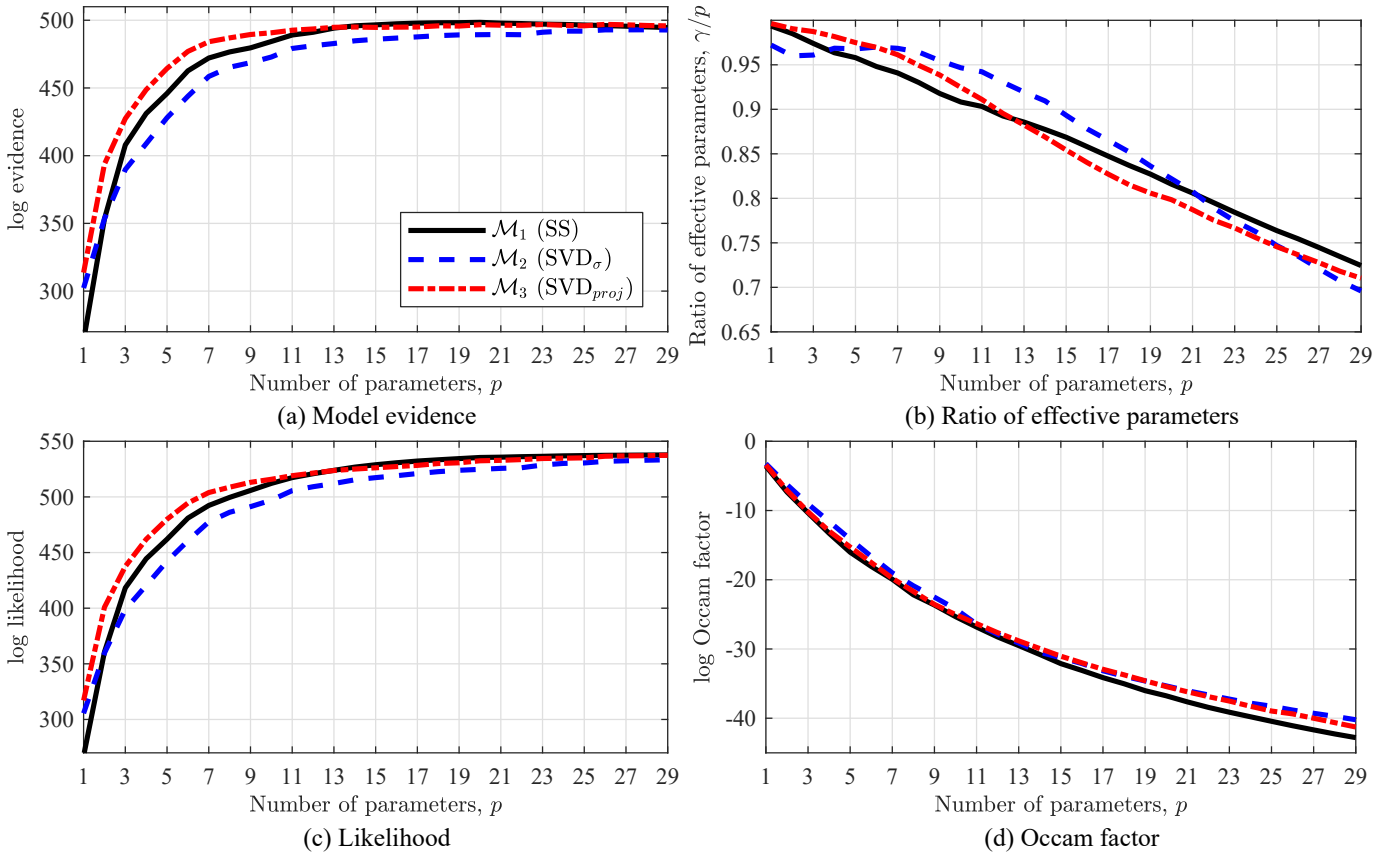 500
450
400
350
300
log evidence
M₁ (SS)
M₂ (SVDσ)
M₃ (SVDproj)
1 3 5 7 9 11 13 15 17 19 21 23 25 27 29
Number of parameters, p
(a) Model evidence
0.95
0.9
0.85
0.8
0.75
0.7
0.65
Ratio of effective parameters, γ/p
1 3 5 7 9 11 13 15 17 19 21 23 25 27 29
Number of parameters, p
(b) Ratio of effective parameters
550
500
450
400
350
300
log likelihood
1 3 5 7 9 11 13 15 17 19 21 23 25 27 29
Number of parameters, p
(c) Likelihood
0
-10
-20
-30
-40
log Occam factor
1 3 5 7 9 11 13 15 17 19 21 23 25 27 29
Number of parameters, p
(d) Occam factor